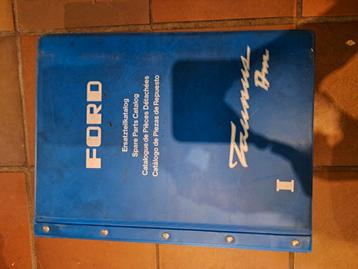 FORD
Ersatzteilkatalog
Spare Parts Catalog
Catalogue de Pièces Détachées
Catálogo de Piezas de Repuesto
Taunus
I